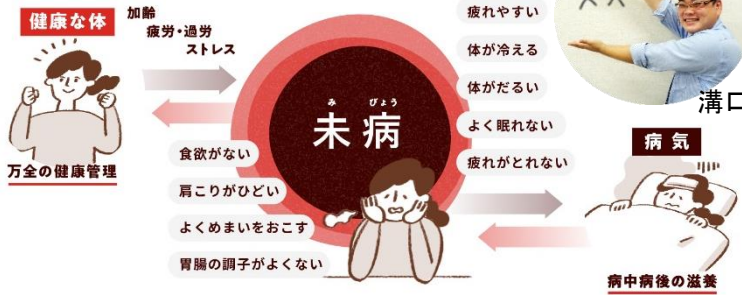 健康な体
加齢
疲労・過労
ストレス
万全の健康管理
み びょう
未病
食欲がない
肩こりがひどい
よくめまいをおこす
胃腸の調子がよくない
疲れやすい
体が冷える
体がだるい
よく眠れない
疲れがとれない
溝口
病気
病中病後の滋養